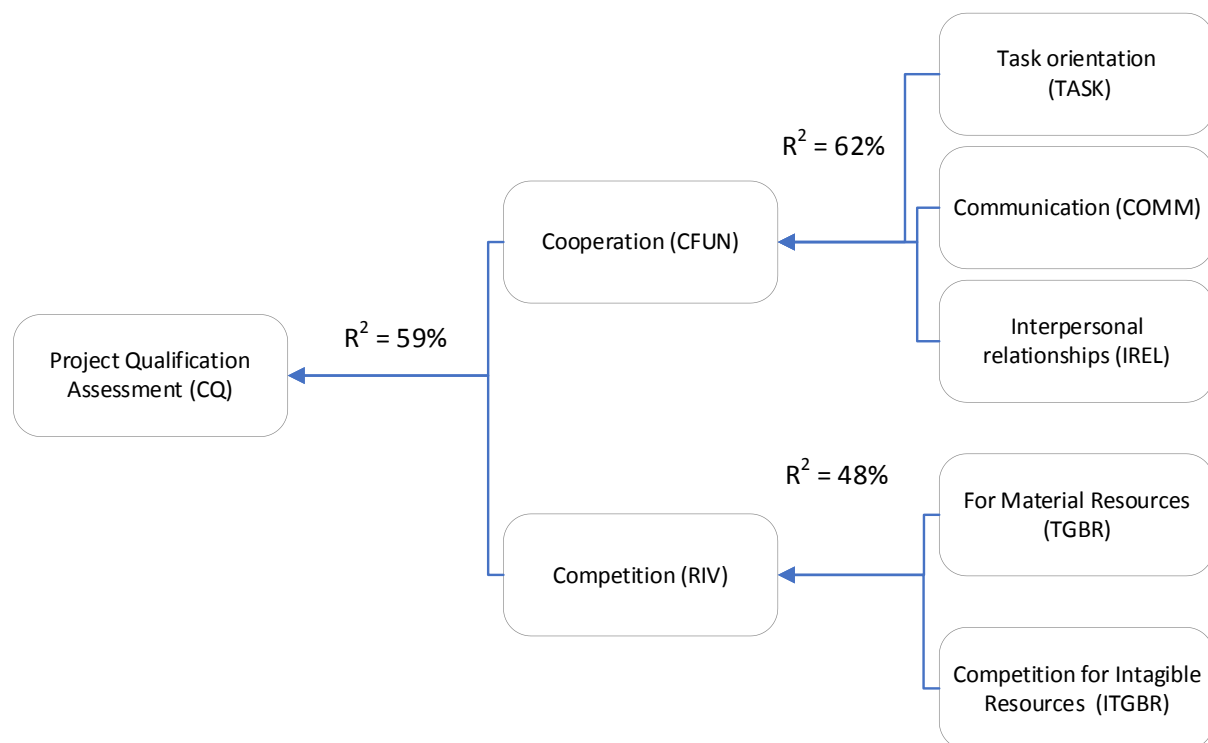 Task orientation
(TASK)
R² = 62%
Communication (COMM)
Cooperation (CFUN)
Interpersonal
relationships (IREL)
R² = 59%
Project Qualification
Assessment (CQ)
R² = 48%
For Material Resources
(TGBR)
Competition (RIV)
Competition for Intagible
Resources (ITGBR)